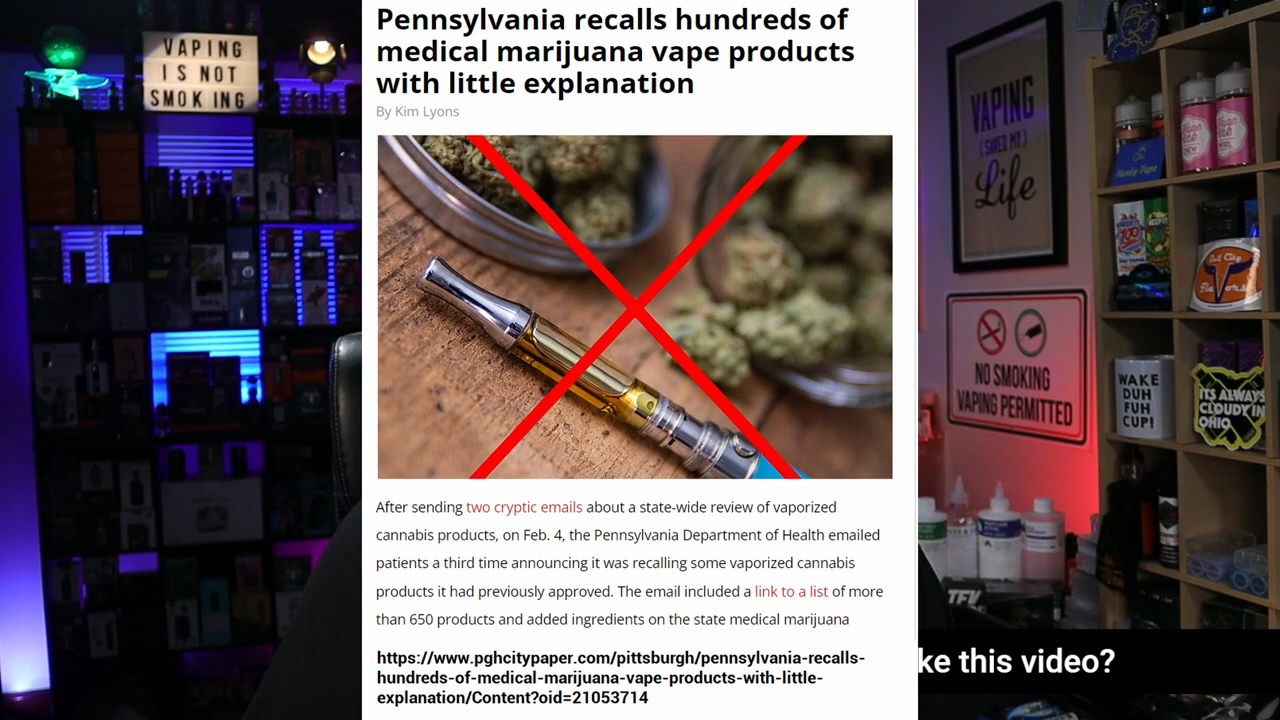 VAPING
IS NOT
SMOKING
Pennsylvania recalls hundreds of
medical marijuana vape products
with little explanation
By Kim Lyons
After sending two cryptic emails about a state-wide review of vaporized
cannabis products, on Feb. 4, the Pennsylvania Department of Health emailed
patients a third time announcing it was recalling some vaporized cannabis
products it had previously approved. The email included a link to a list of more
than 650 products and added ingredients on the state medical marijuana
https://www.pghcitypaper.com/pittsburgh/pennsylvania-recalls-
hundreds-of-medical-marijuana-vape-products-with-little-
explanation/Content?oid=21053714
VAPING
(SAVED MY)
Life
NO SMOKING
VAPING PERMITTED
WAKE
DUH
FUH
CUP!
ITS ALWAYS
CLOUDY IN
OHIO
ke this video?